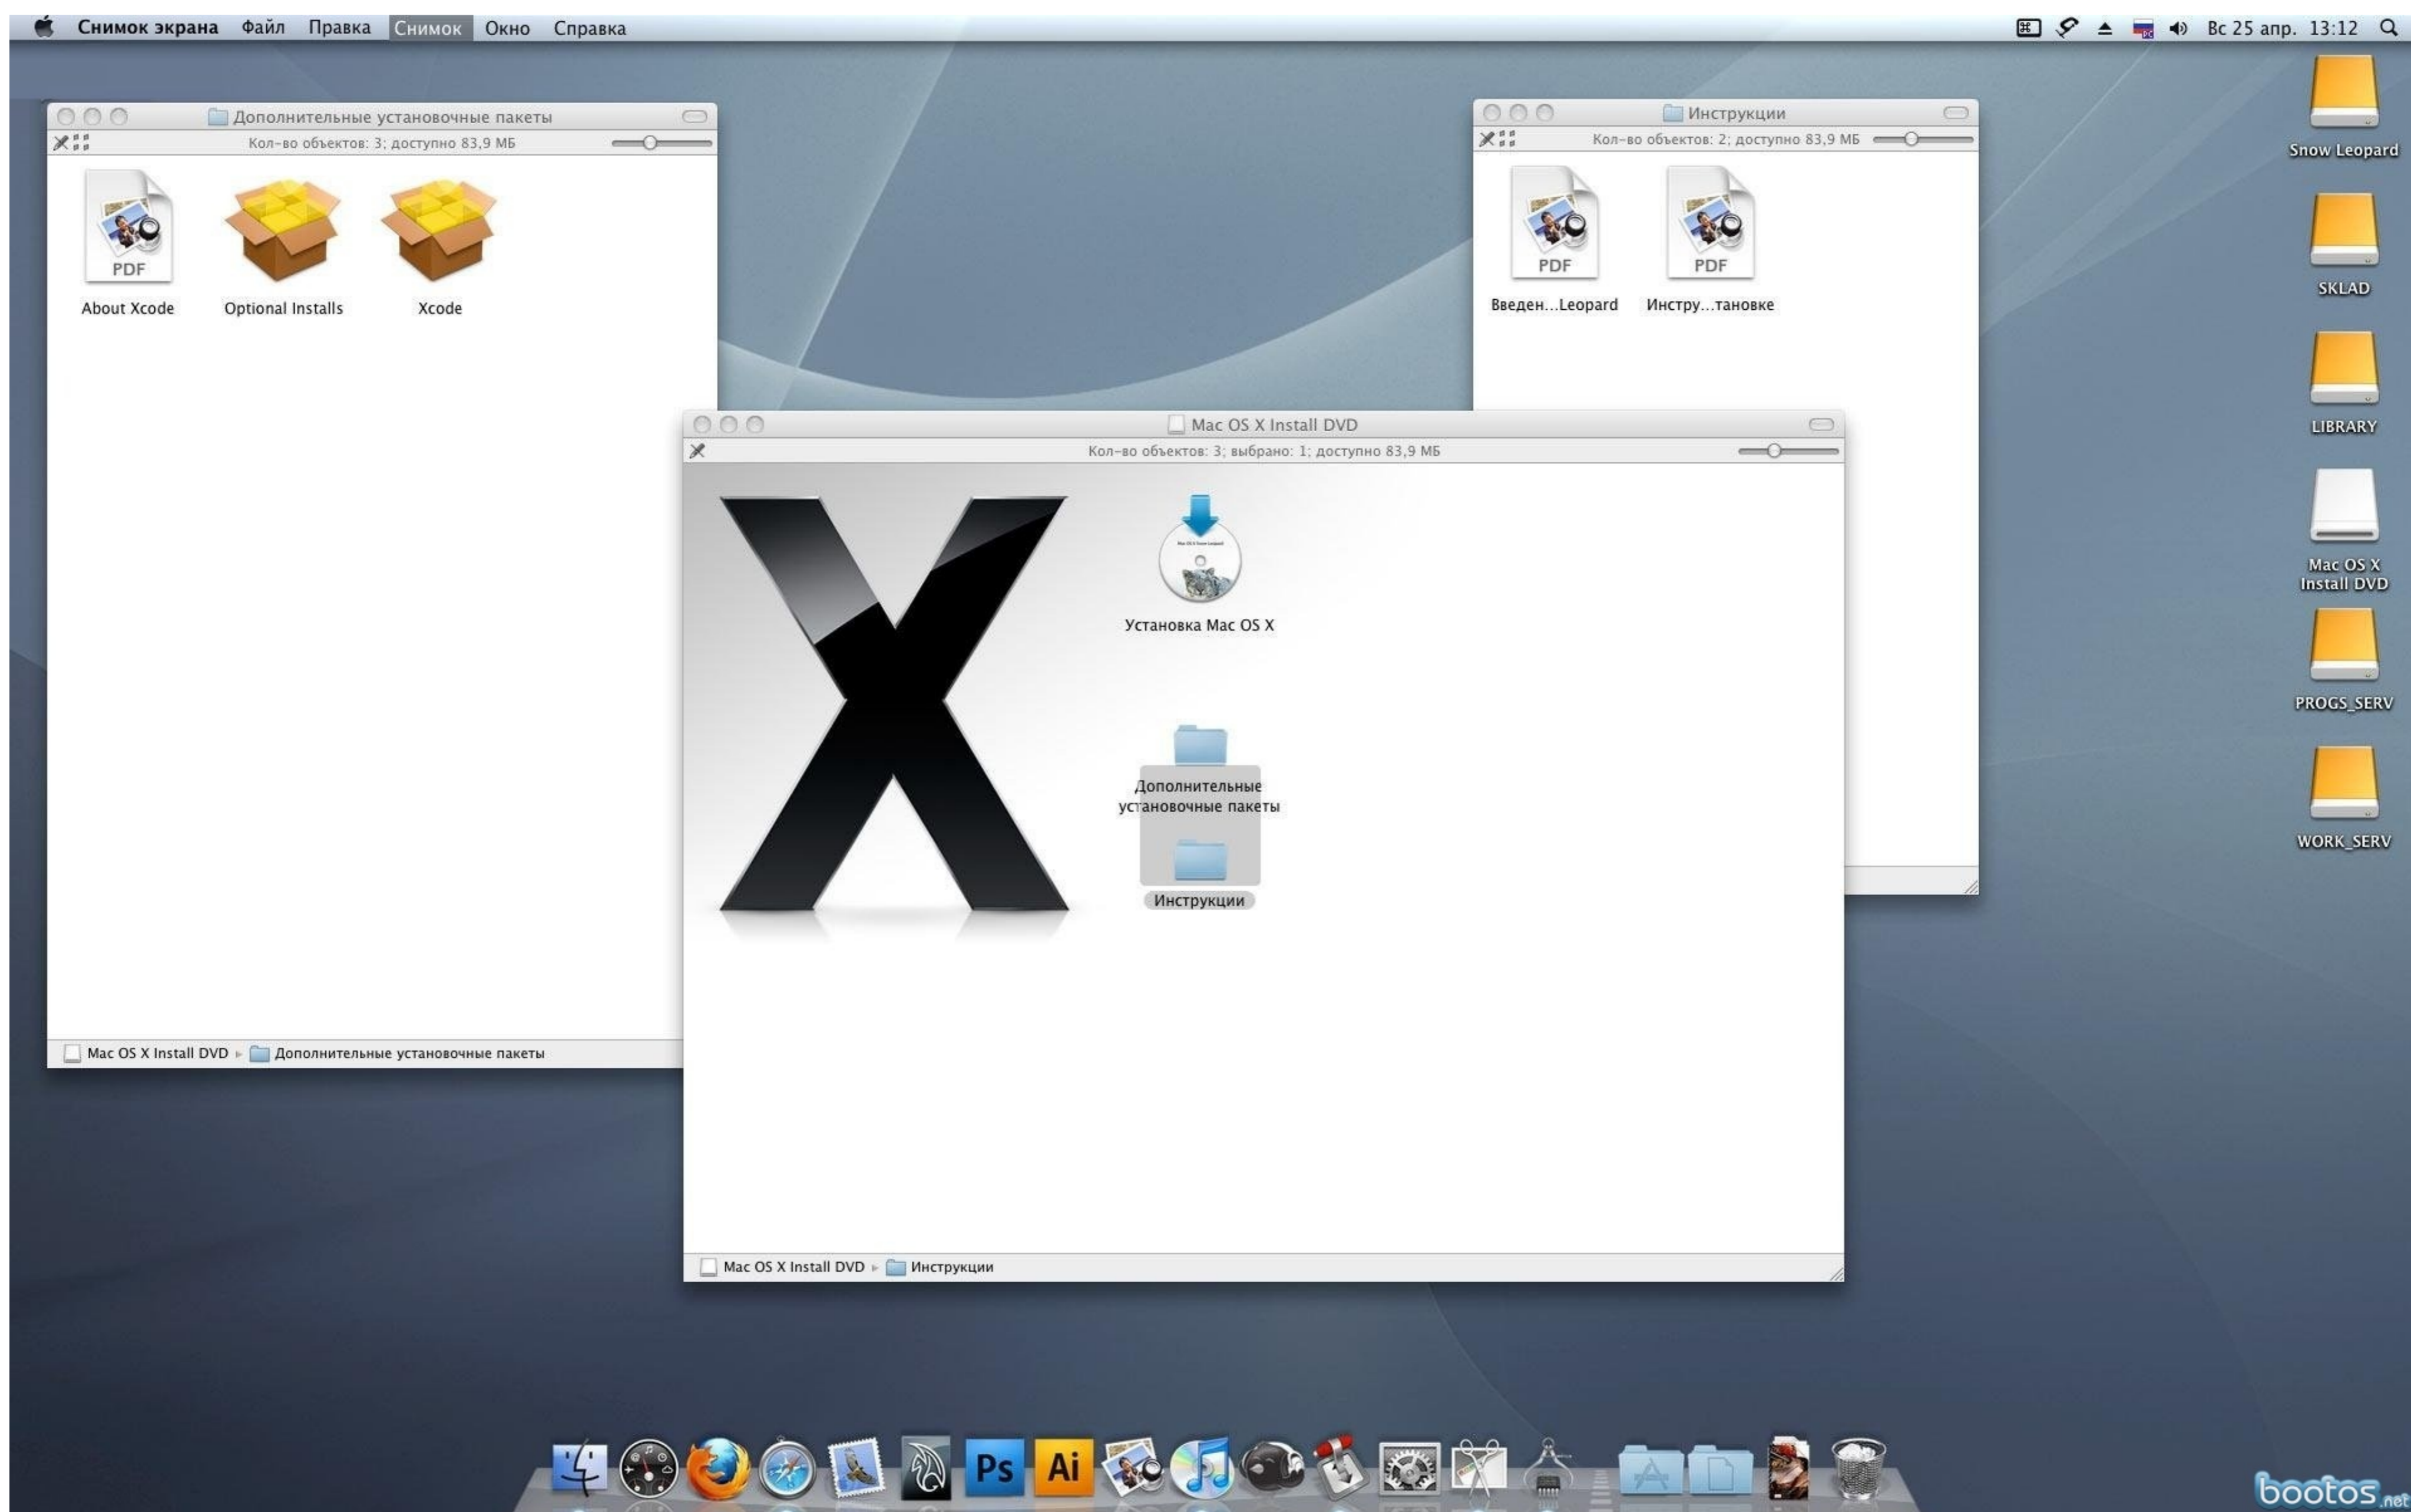 Снимок экрана Файл Правка Снимок Окно Справка
Вс 25 апр. 13:12
Дополнительные установочные пакеты
Кол-во объектов: 3; доступно 83,9 МБ
PDF
About Xcode
Optional Installs
Xcode
Mac OS X Install DVD
Дополнительные установочные пакеты
Инструкции
Кол-во объектов: 2; доступно 83,9 МБ
PDF
PDF
Введен...Leopard
Инстру...тановке
Mac OS X Install DVD
Кол-во объектов: 3; выбрано: 1; доступно 83,9 МБ
X
Установка Mac OS X
Дополнительные
установочные пакеты
Инструкции
Mac OS X Install DVD
Инструкции
Snow Leopard
SKLAD
LIBRARY
Mac OS X
Install DVD
PROGS_SERV
WORK_SERV
Ps
Ai
bootos.net